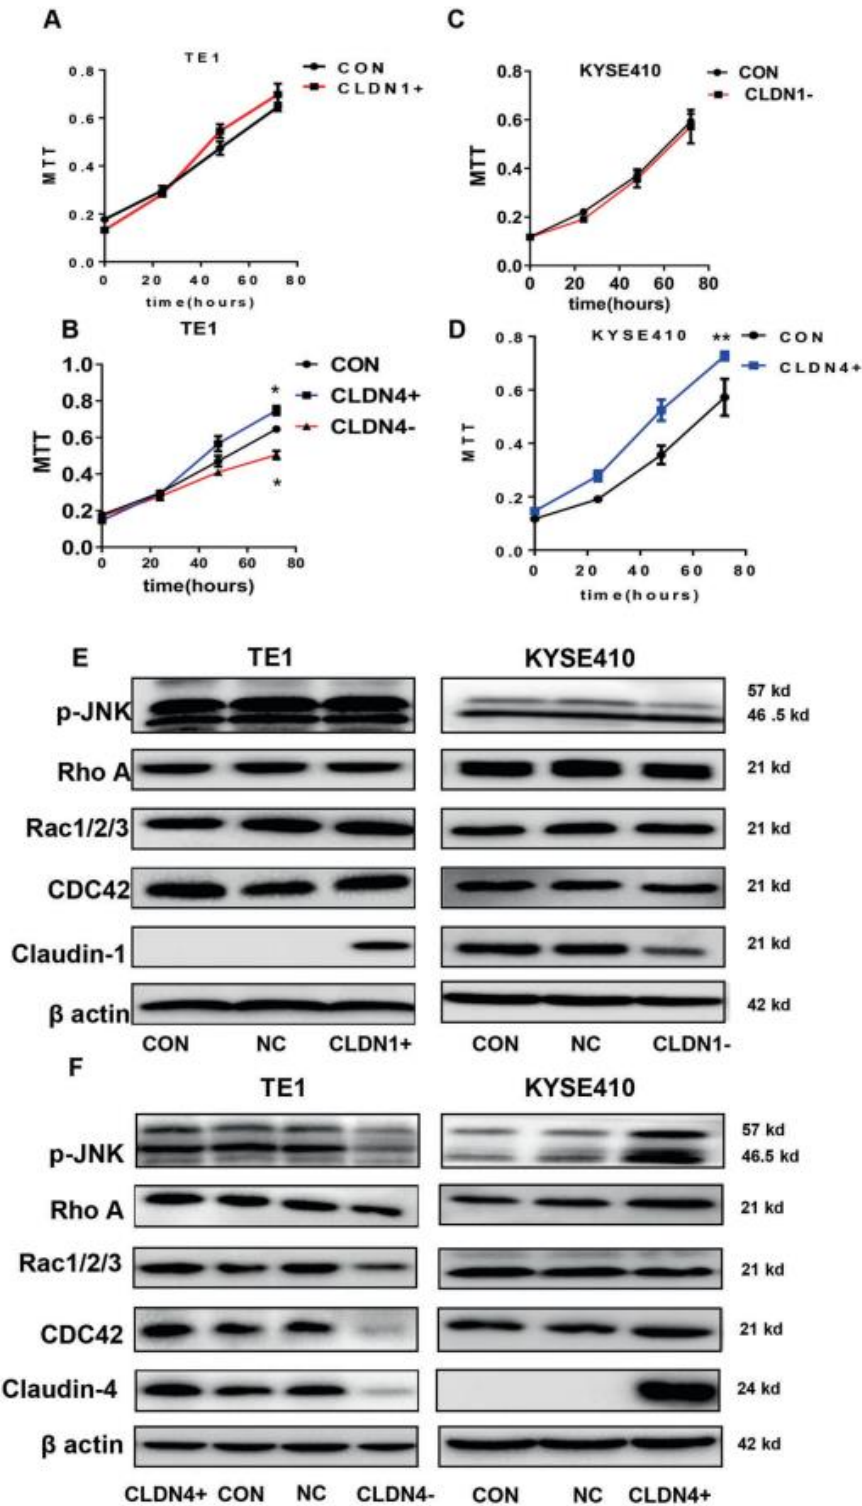 A
TE1
CON
CLDN1+
0.8
0.6
0.4
0.2
0.0
MTT
0 20 40 60 80
time(hours)
C
KYSE410
CON
CLDN1-
0.8
0.6
0.4
0.2
0.0
MTT
0 20 40 60 80
time(hours)
B
TE1
CON
CLDN4+
CLDN4-
1.0
0.8
0.6
0.4
0.2
0.0
MTT
*
*
0 20 40 60 80
time(hours)
D
KYSE410
**
CON
CLDN4+
0.8
0.6
0.4
0.2
0.0
MTT
0 20 40 60 80
time(hours)
E
TE1 KYSE410
p-JNK 57 kd
46 .5 kd
Rho A 21 kd
Rac1/2/3 21 kd
CDC42 21 kd
Claudin-1 21 kd
β actin 42 kd
CON NC CLDN1+ CON NC CLDN1-
F
TE1 KYSE410
p-JNK 57 kd
46.5 kd
Rho A 21 kd
Rac1/2/3 21 kd
CDC42 21 kd
Claudin-4 24 kd
β actin 42 kd
CLDN4+ CON NC CLDN4- CON NC CLDN4+